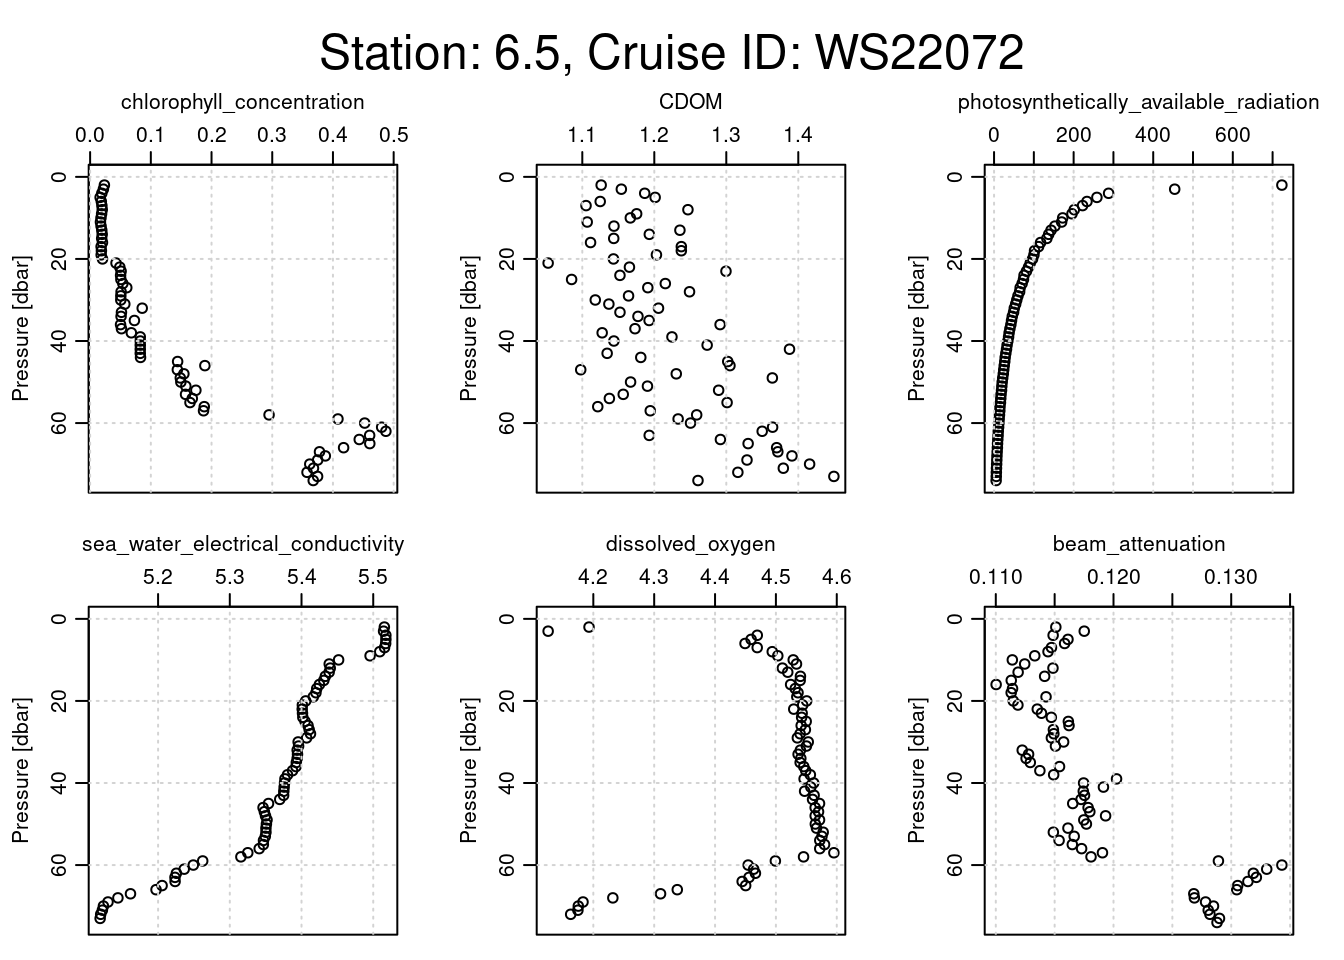 Station: 6.5, Cruise ID: WS22072
chlorophyll_concentration
0.0 0.1 0.2 0.3 0.4 0.5
Pressure [dbar]
0
20
40
60
CDOM
1.1 1.2 1.3 1.4
Pressure [dbar]
0
20
40
60
photosynthetically_available_radiation
0 200 400 600
Pressure [dbar]
0
20
40
60
sea_water_electrical_conductivity
5.2 5.3 5.4 5.5
Pressure [dbar]
0
20
40
60
dissolved_oxygen
4.2 4.3 4.4 4.5 4.6
Pressure [dbar]
0
20
40
60
beam_attenuation
0.110 0.120 0.130
Pressure [dbar]
0
20
40
60